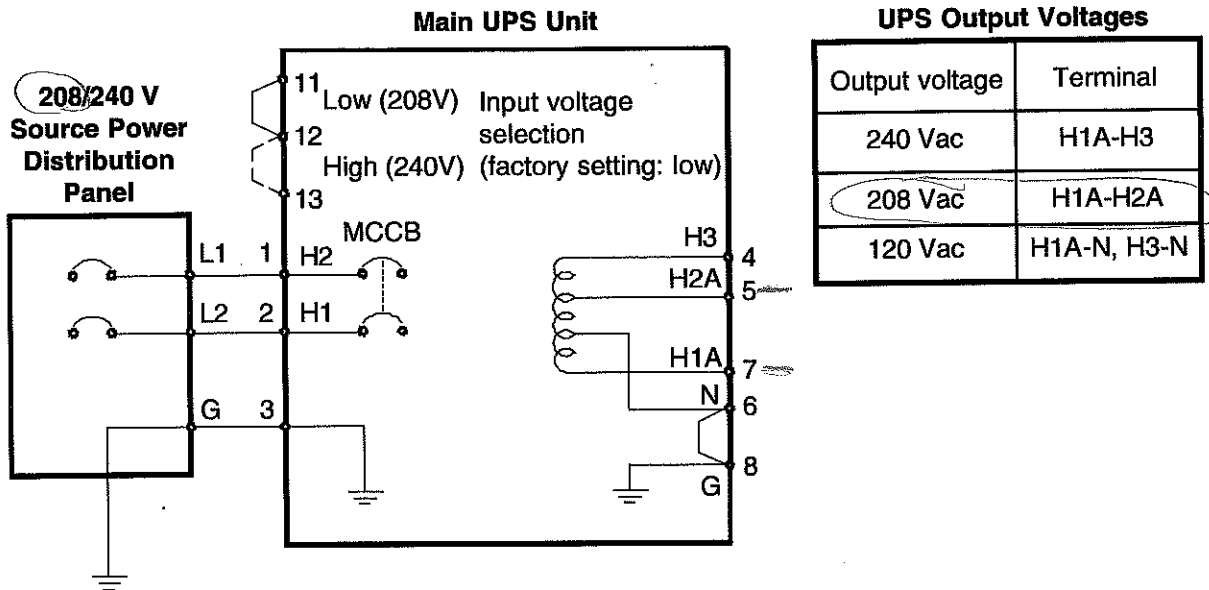 Main UPS Unit
UPS Output Voltages
208/240 V
Source Power
Distribution
Panel
11
Low (208V)
12
High (240V)
13
Input voltage
selection
(factory setting: low)
Output voltage Terminal
240 Vac H1A-H3
208 Vac H1A-H2A
120 Vac H1A-N, H3-N
MCCB
L1 1 H2
L2 2 H1
G 3
H3 4
H2A 5
H1A 7
N 6
8
G